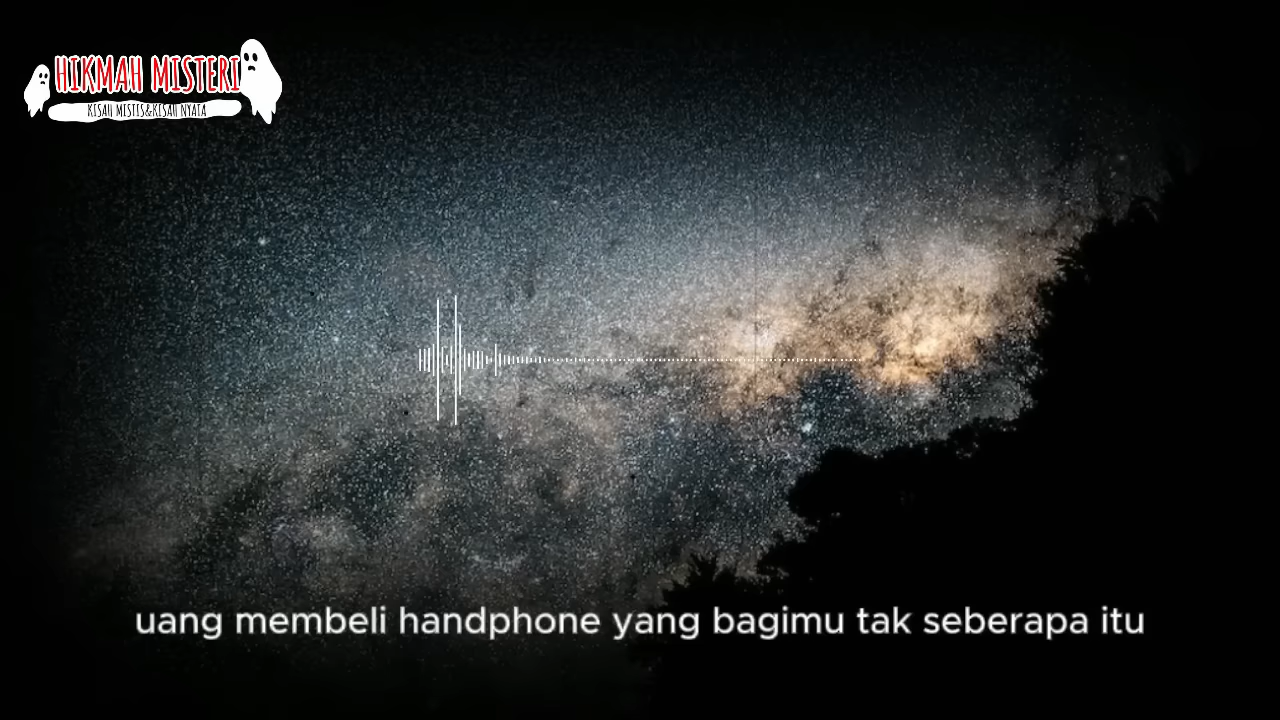 HIKMAH MISTERI
KISAH MISTIS&KISAH NYATA
uang membeli handphone yang bagimu tak seberapa itu